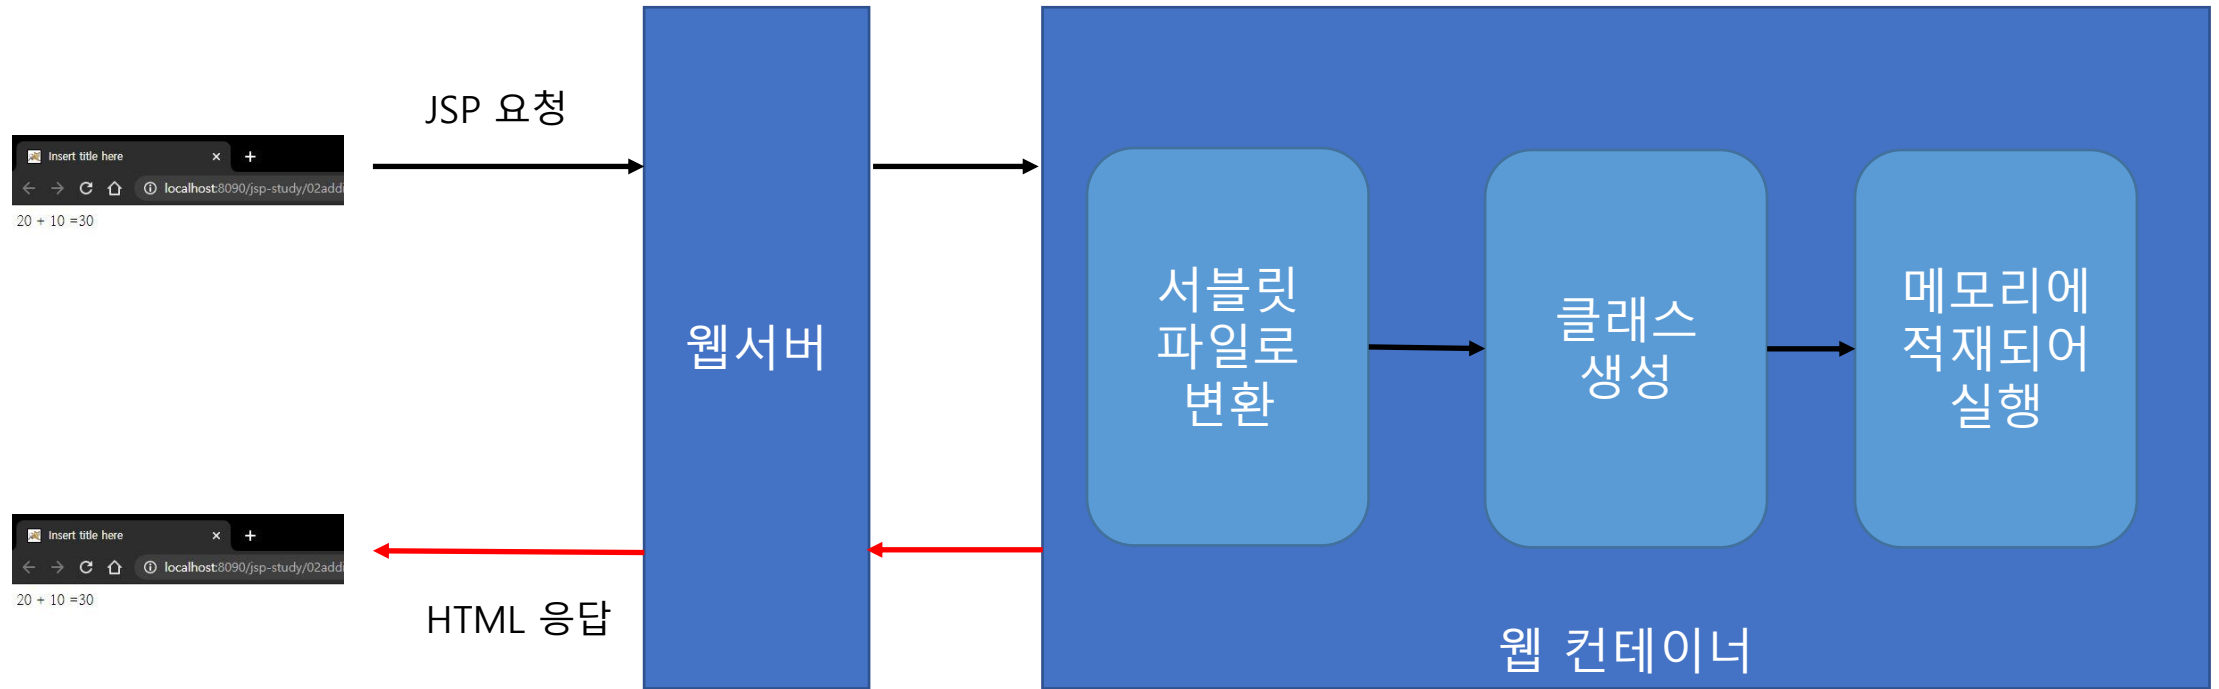 JSP 요청
Insert title here
localhost:8090/jsp-study/02addi
20 + 10 =30
웹서버
서블릿
파일로
변환
클래스
생성
메모리에
적재되어
실행
Insert title here
localhost:8090/jsp-study/02addi
20 + 10 =30
HTML 응답
웹 컨테이너